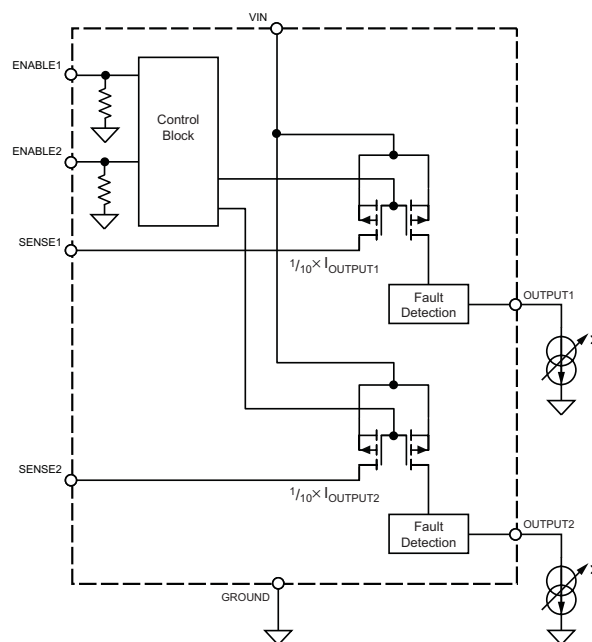 VIN
ENABLE1
Control
Block
ENABLE2
SENSE1
1/10× IOUTPUT1
Fault
Detection
OUTPUT1
SENSE2
1/10× IOUTPUT2
Fault
Detection
OUTPUT2
GROUND